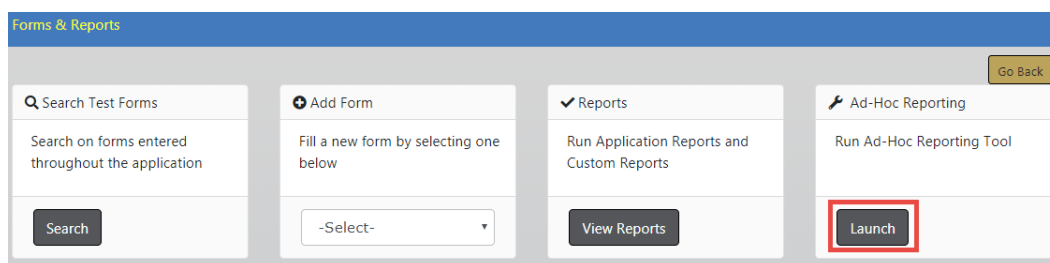 Forms & Reports
Go Back
Search Test Forms
Search on forms entered
throughout the application
Search
Add Form
Fill a new form by selecting one
below
-Select-
Reports
Run Application Reports and
Custom Reports
View Reports
Ad-Hoc Reporting
Run Ad-Hoc Reporting Tool
Launch